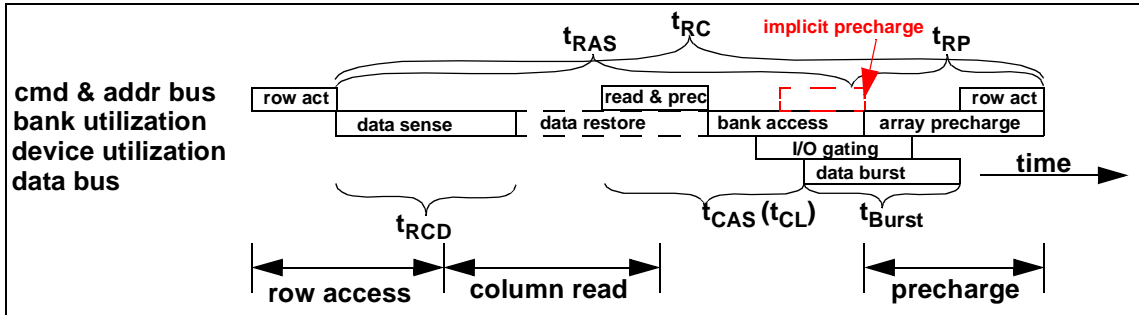 tRC
implicit precharge
tRAS
tRP
cmd & addr bus
row act
read & prec
row act
bank utilization
data sense
data restore
bank access
array precharge
device utilization
I/O gating
time
data bus
data burst
tRCD
tCAS (tCL)
tBurst
row access
column read
precharge